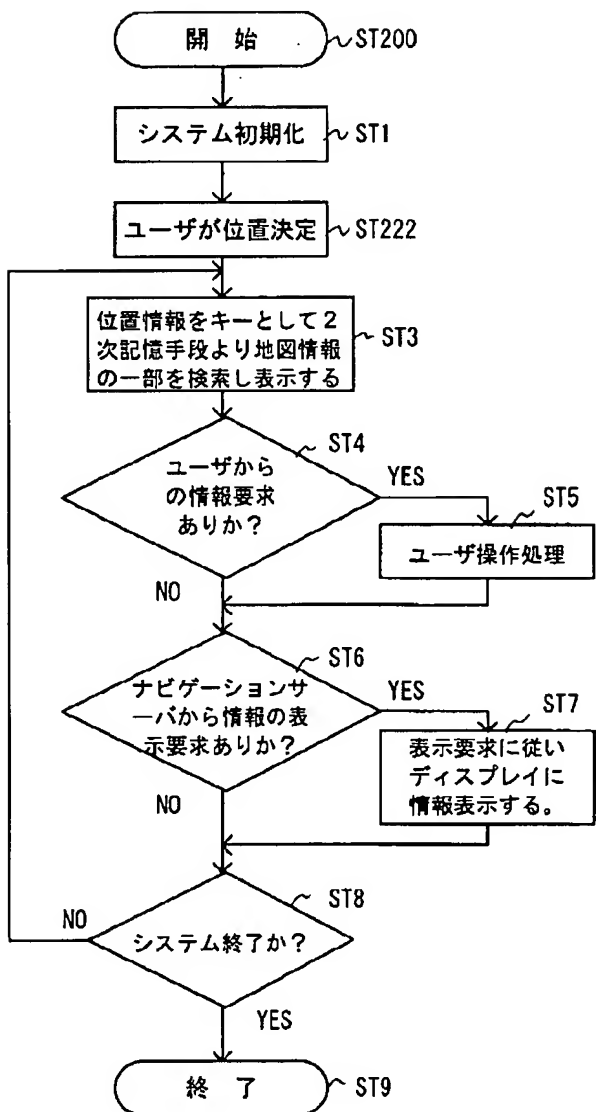 開 始
ST200
システム初期化
ST1
ユーザが位置決定
ST222
位置情報をキーとして2
次記憶手段より地図情報
の一部を検索し表示する
ST3
ST4
ユーザから
の情報要求
ありか?
YES
ST5
ユーザ操作処理
NO
ST6
ナビゲーションサ
ーバから情報の表
示要求ありか?
YES
ST7
表示要求に従い
ディスプレイに
情報表示する。
NO
ST8
システム終了か?
NO
YES
終 了
ST9